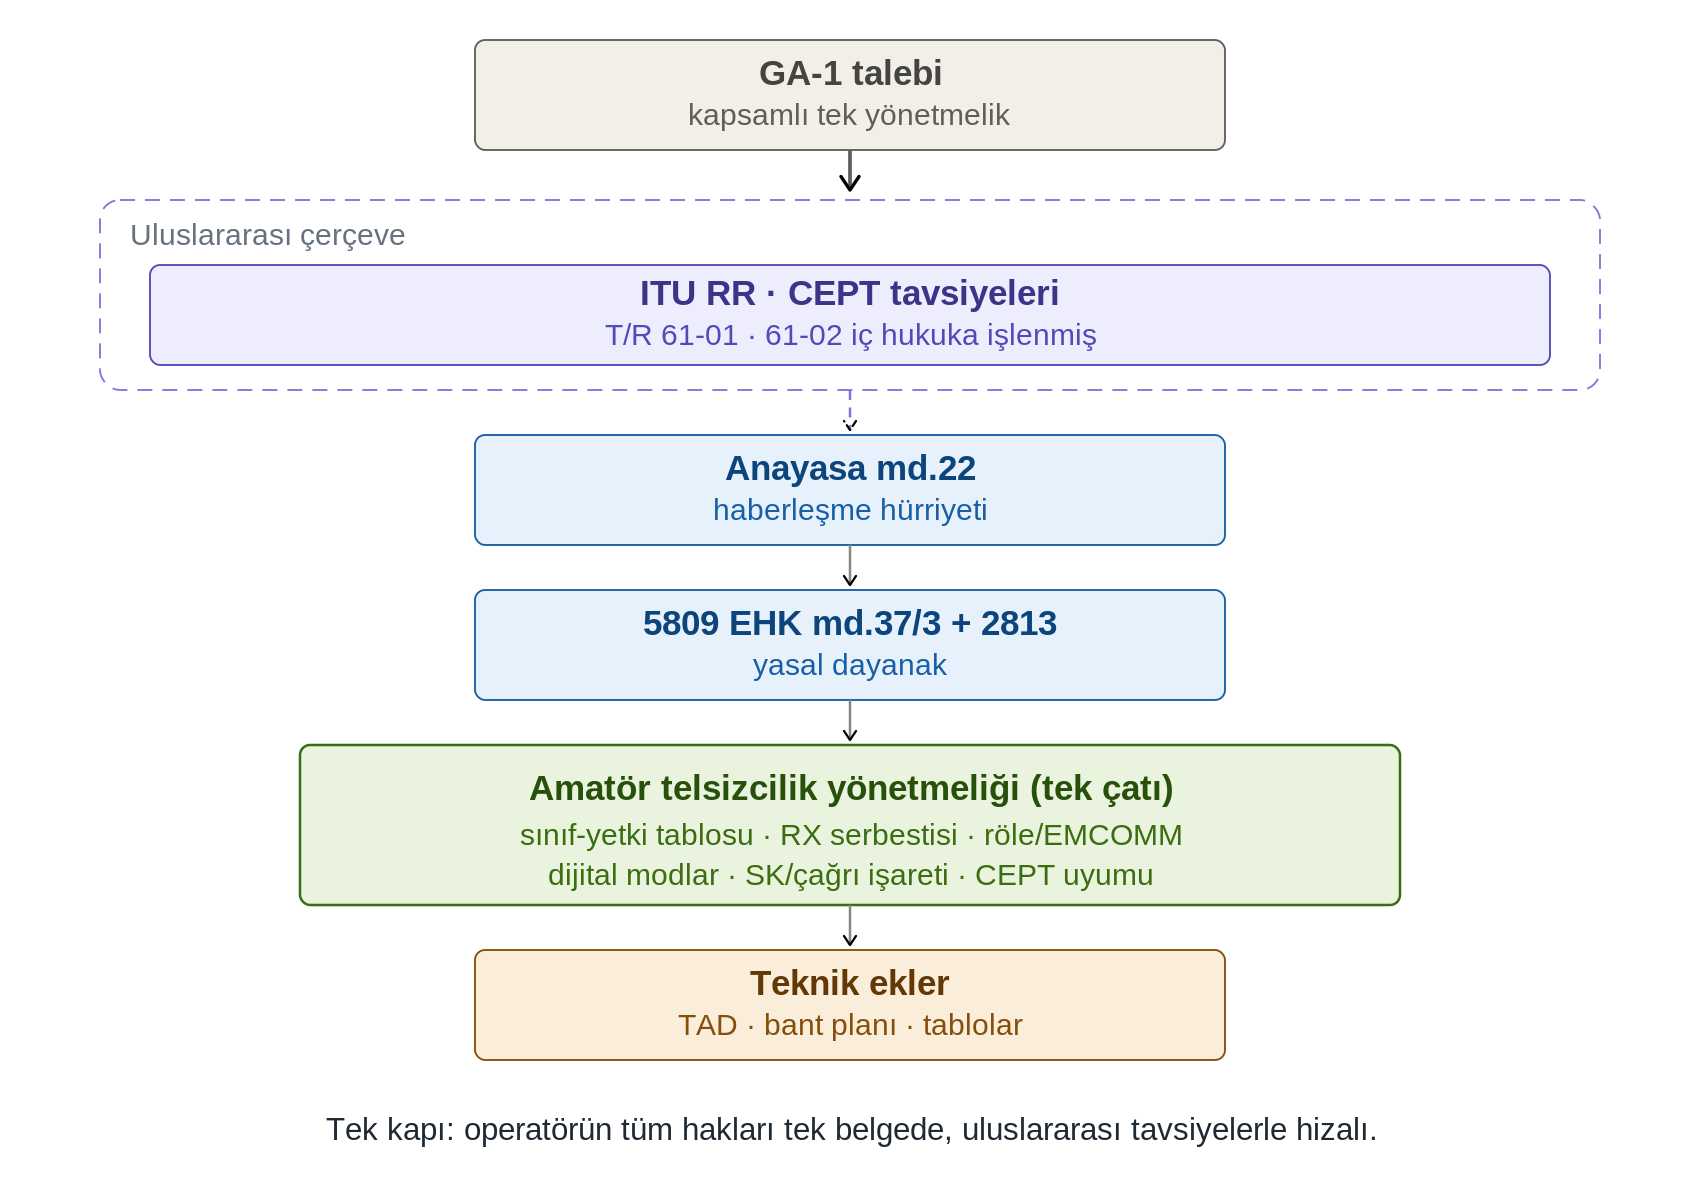 GA-1 talebi
kapsamlı tek yönetmelik
Uluslararası çerçeve
ITU RR · CEPT tavsiyeleri
T/R 61-01 · 61-02 iç hukuka işlenmiş
Anayasa md.22
haberleşme hürriyeti
5809 EHK md.37/3 + 2813
yasal dayanak
Amatör telsizcilik yönetmeliği (tek çatı)
sınıf-yetki tablosu · RX serbestisi · röle/EMCOMM
dijital modlar · SK/çağrı işareti · CEPT uyumu
Teknik ekler
TAD · bant planı · tablolar
Tek kapı: operatörün tüm hakları tek belgede, uluslararası tavsiyelerle hizalı.